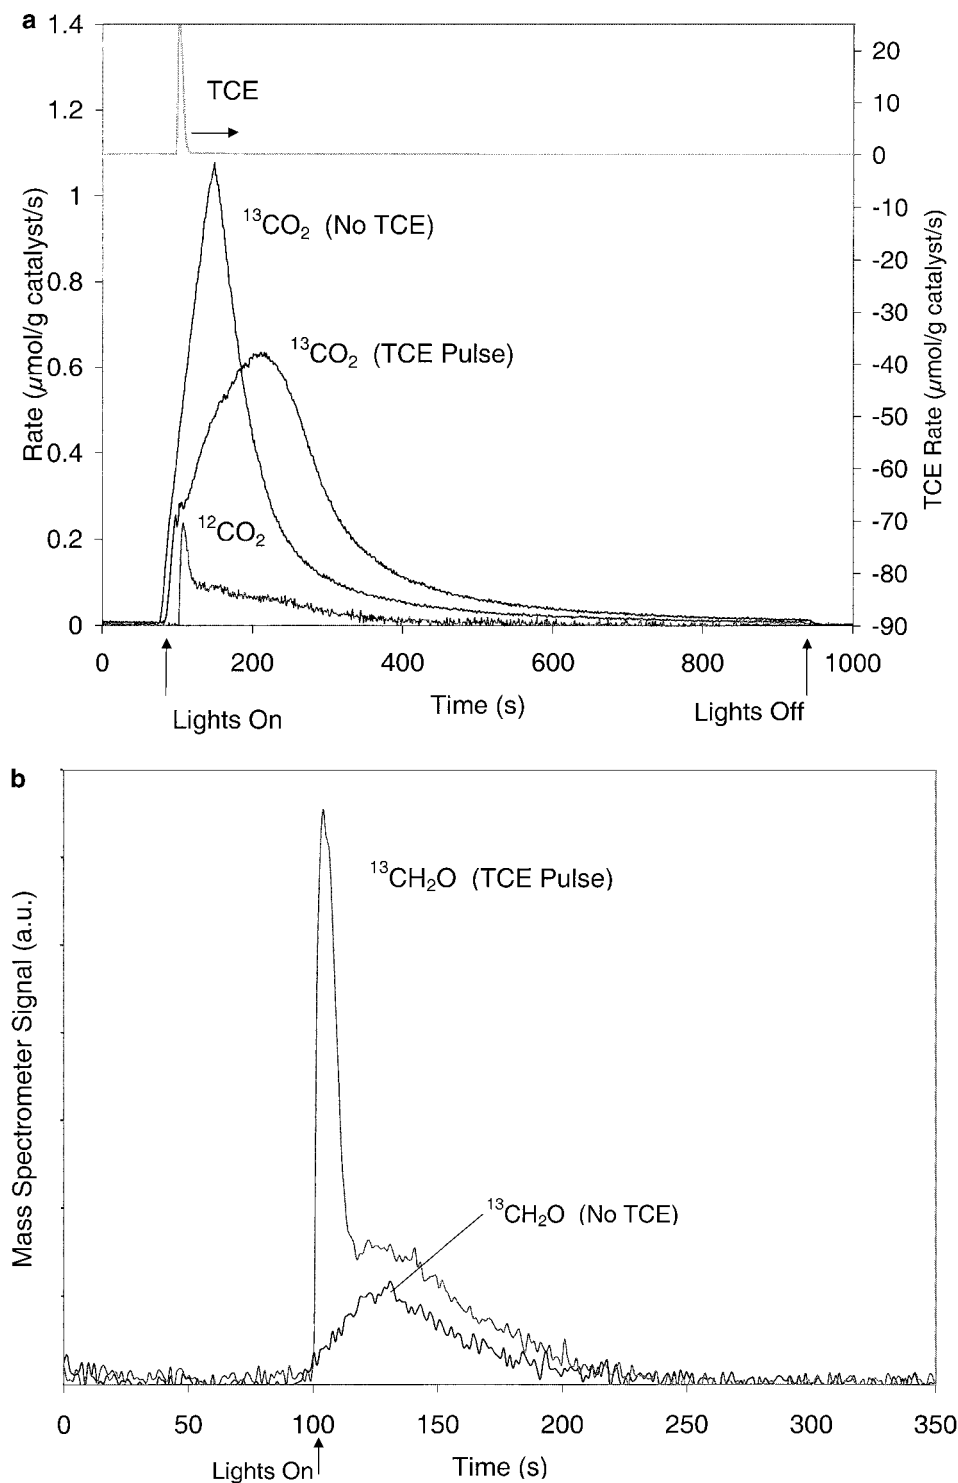 a
1.4
1.2
1
0.8
0.6
0.4
0.2
0
Rate (µmol/g catalyst/s)
TCE
¹³CO₂ (No TCE)
¹³CO₂ (TCE Pulse)
¹²CO₂
20
10
0
-10
-20
-30
-40
-50
-60
-70
-80
-90
TCE Rate (µmol/g catalyst/s)
0 200 400 600 800 1000
Time (s)
Lights On
Lights Off
b
Mass Spectrometer Signal (a.u.)
¹³CH₂O (TCE Pulse)
¹³CH₂O (No TCE)
0 50 100 150 200 250 300 350
Lights On
Time (s)